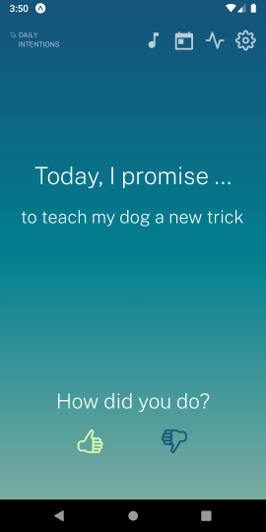 3:50
DAILY
INTENTIONS
Today, I promise ...
to teach my dog a new trick
How did you do?